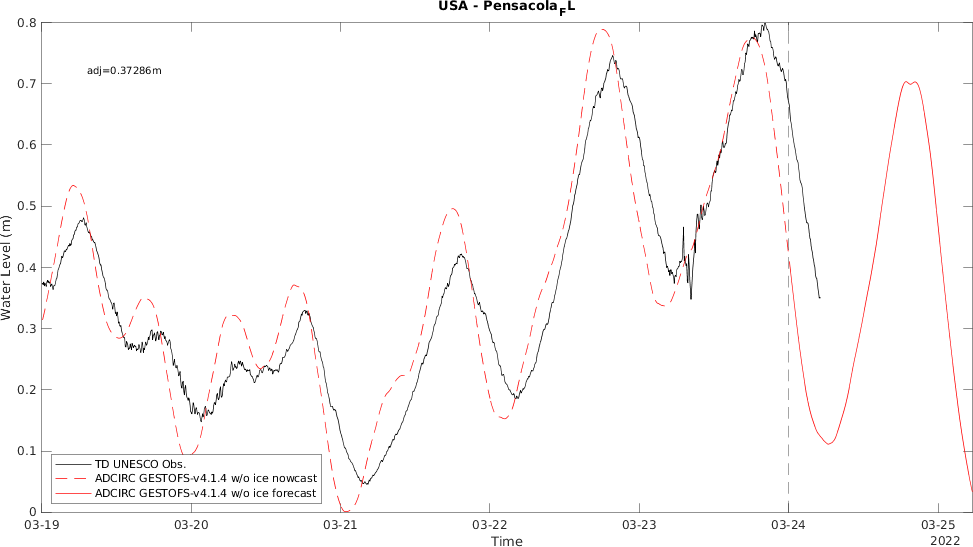 USA - Pensacola_FL
adj=0.37286m
Water Level (m)
0.8
0.7
0.6
0.5
0.4
0.3
0.2
0.1
0
TD UNESCO Obs.
ADCIRC GESTOFS-v4.1.4 w/o ice nowcast
ADCIRC GESTOFS-v4.1.4 w/o ice forecast
03-19 03-20 03-21 03-22 03-23 03-24 03-25
Time
2022